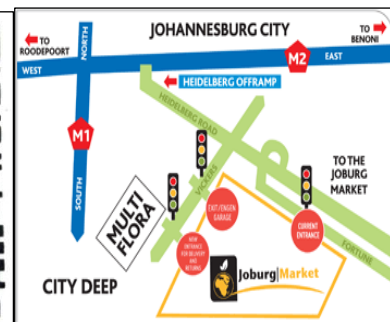 JOHANNESBURG CITY
TO
ROODEPOORT
NORTH
TO
BENONI
WEST
M2
EAST
HEIDELBERG OFFRAMP
HEIDELBERG ROAD
M1
SOUTH
VICKERS
TO THE
JOBURG
MARKET
MULTI
FLORA
EXIT/ENGEN
GARAGE
CURRENT
ENTRANCE
NEW
ENTRANCE
FOR DELIVERY
AND
RETURNS
FORTUNE
CITY DEEP
Joburg|Market